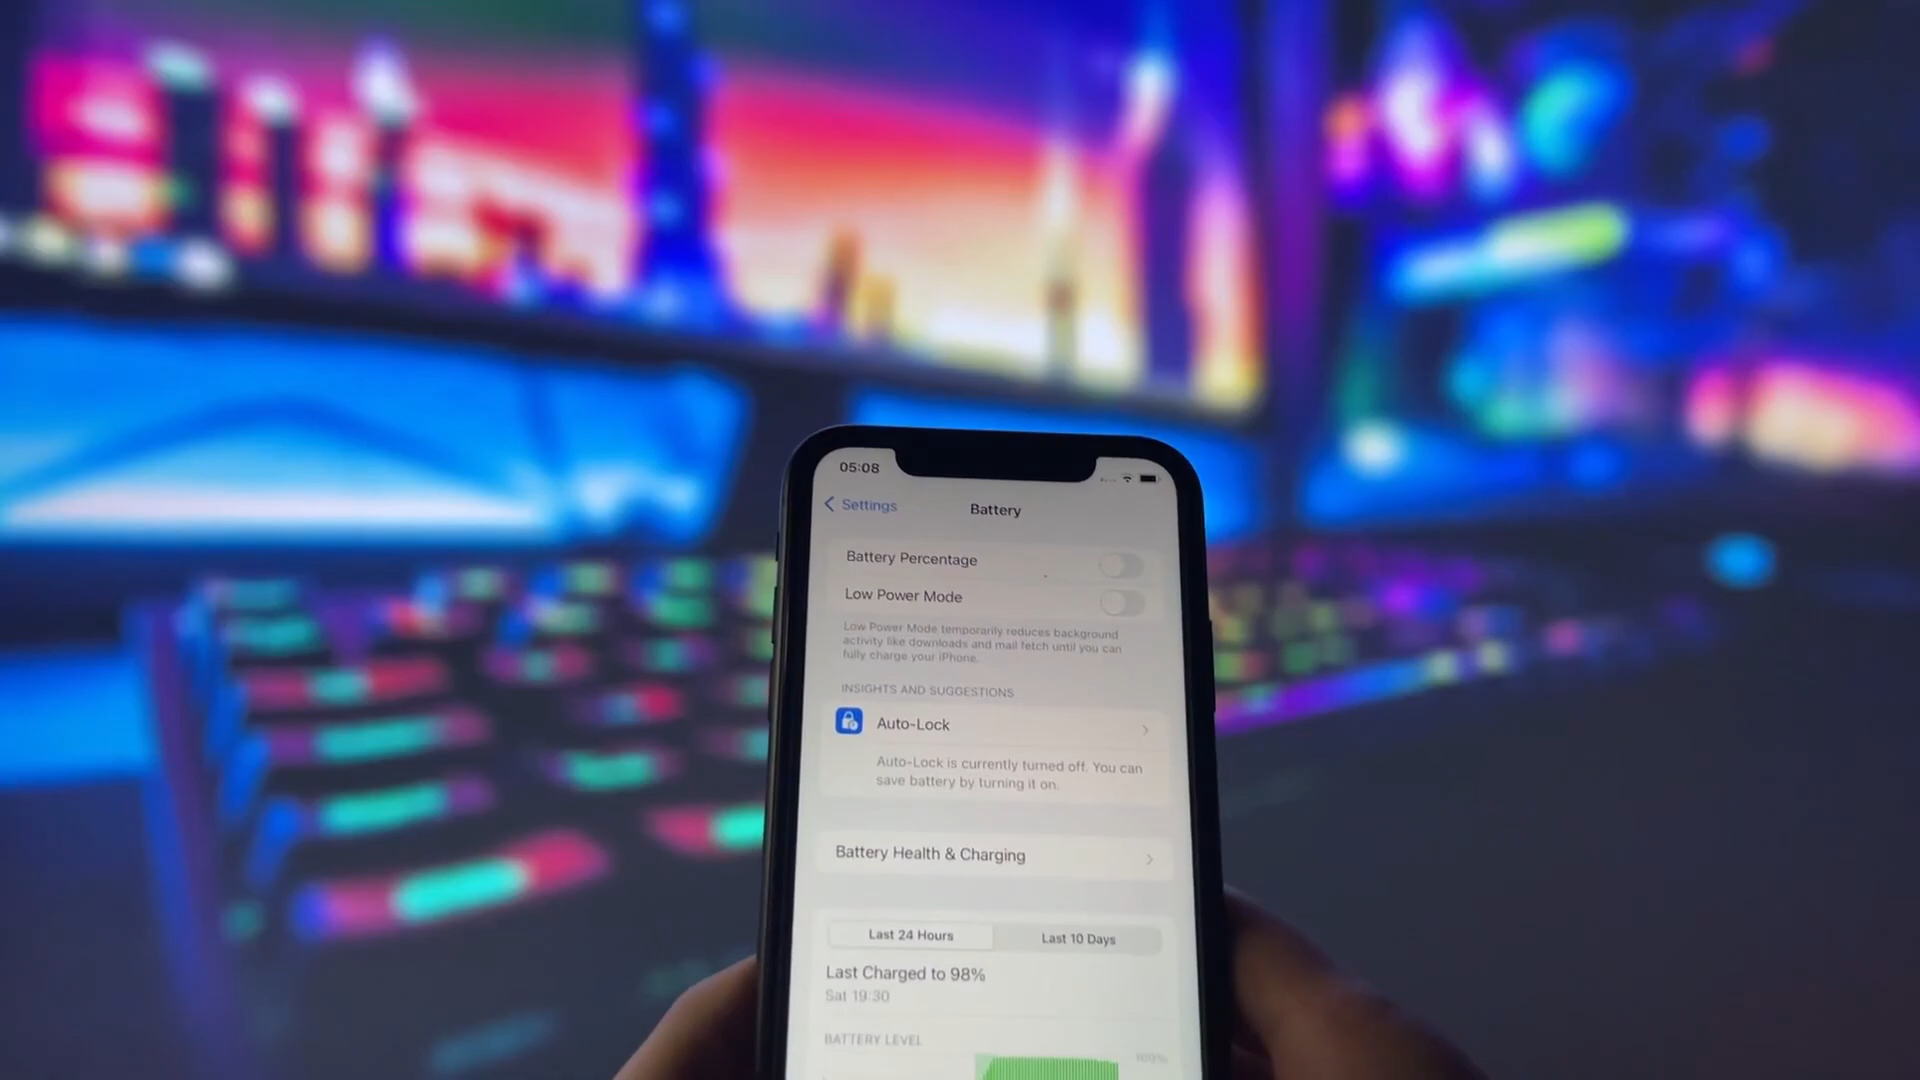 05:08
Settings
Battery
Battery Percentage
Low Power Mode
Low Power Mode temporarily reduces background
activity like downloads and mail fetch until you can
fully charge your iPhone.
INSIGHTS AND SUGGESTIONS
Auto-Lock
Auto-Lock is currently turned off. You can
save battery by turning it on.
Battery Health & Charging
Last 24 Hours
Last 10 Days
Last Charged to 98%
Sat 19:30
BATTERY LEVEL
100%